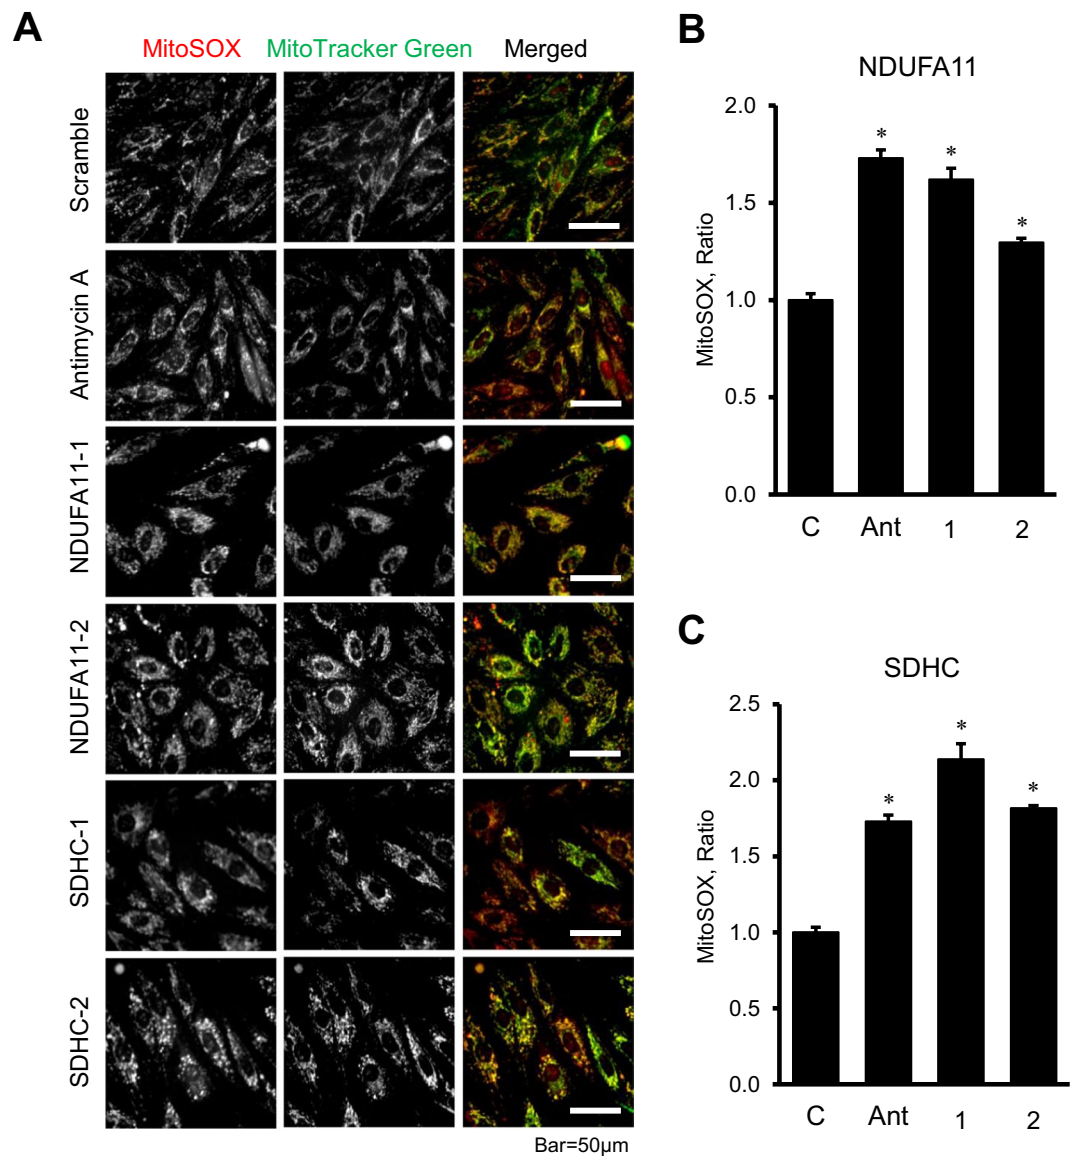 A
MitoSOX MitoTracker Green Merged
Scramble
Antimycin A
NDUFA11-1
NDUFA11-2
SDHC-1
SDHC-2
Bar=50μm
B
NDUFA11
MitoSOX, Ratio
2.0
1.5
1.0
0.5
0.0
* * *
C Ant 1 2
C
SDHC
MitoSOX, Ratio
2.5
2.0
1.5
1.0
0.5
0.0
* * *
C Ant 1 2